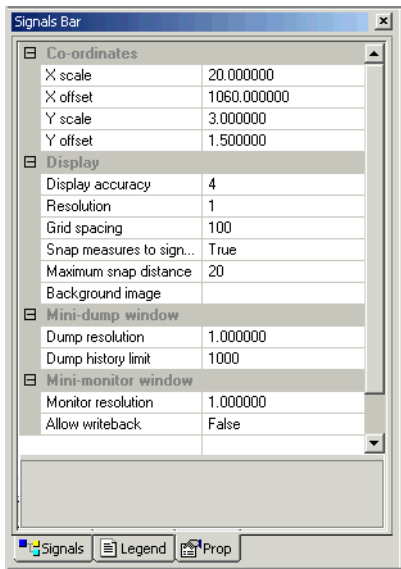 Signals Bar
Co-ordinates
X scale 20.000000
X offset 1060.000000
Y scale 3.000000
Y offset 1.500000
Display
Display accuracy 4
Resolution 1
Grid spacing 100
Snap measures to sign... True
Maximum snap distance 20
Background image
Mini-dump window
Dump resolution 1.000000
Dump history limit 1000
Mini-monitor window
Monitor resolution 1.000000
Allow writeback False
Signals Legend Prop